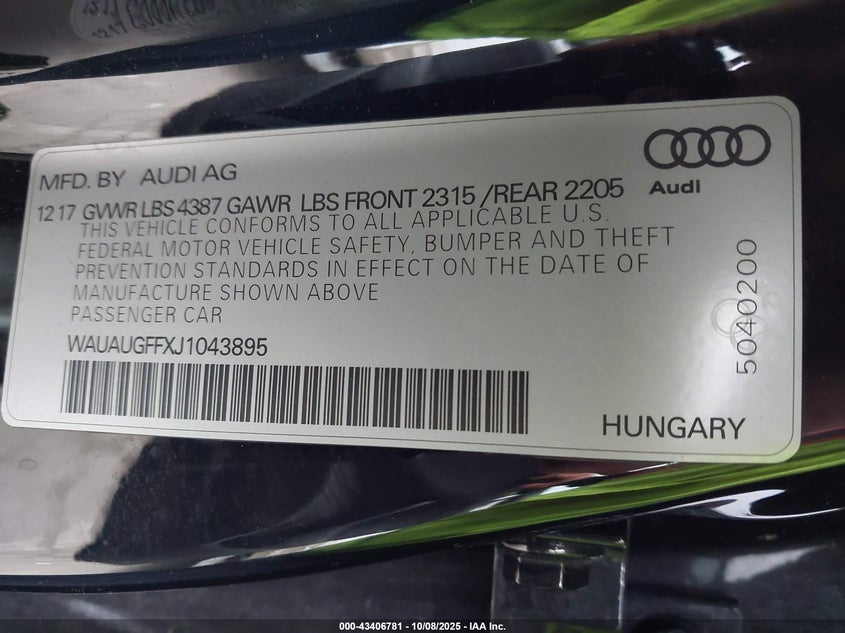 MFD. BY AUDI AG
12 17 GVWR LBS 4387 GAWR LBS FRONT 2315 / REAR 2205
THIS VEHICLE CONFORMS TO ALL APPLICABLE U.S.
FEDERAL MOTOR VEHICLE SAFETY, BUMPER AND THEFT
PREVENTION STANDARDS IN EFFECT ON THE DATE OF
MANUFACTURE SHOWN ABOVE
PASSENGER CAR
WAUAUGFFXJ1043895
Audi
5040200
HUNGARY
000-43406781 - 10/08/2025 - IAA Inc.